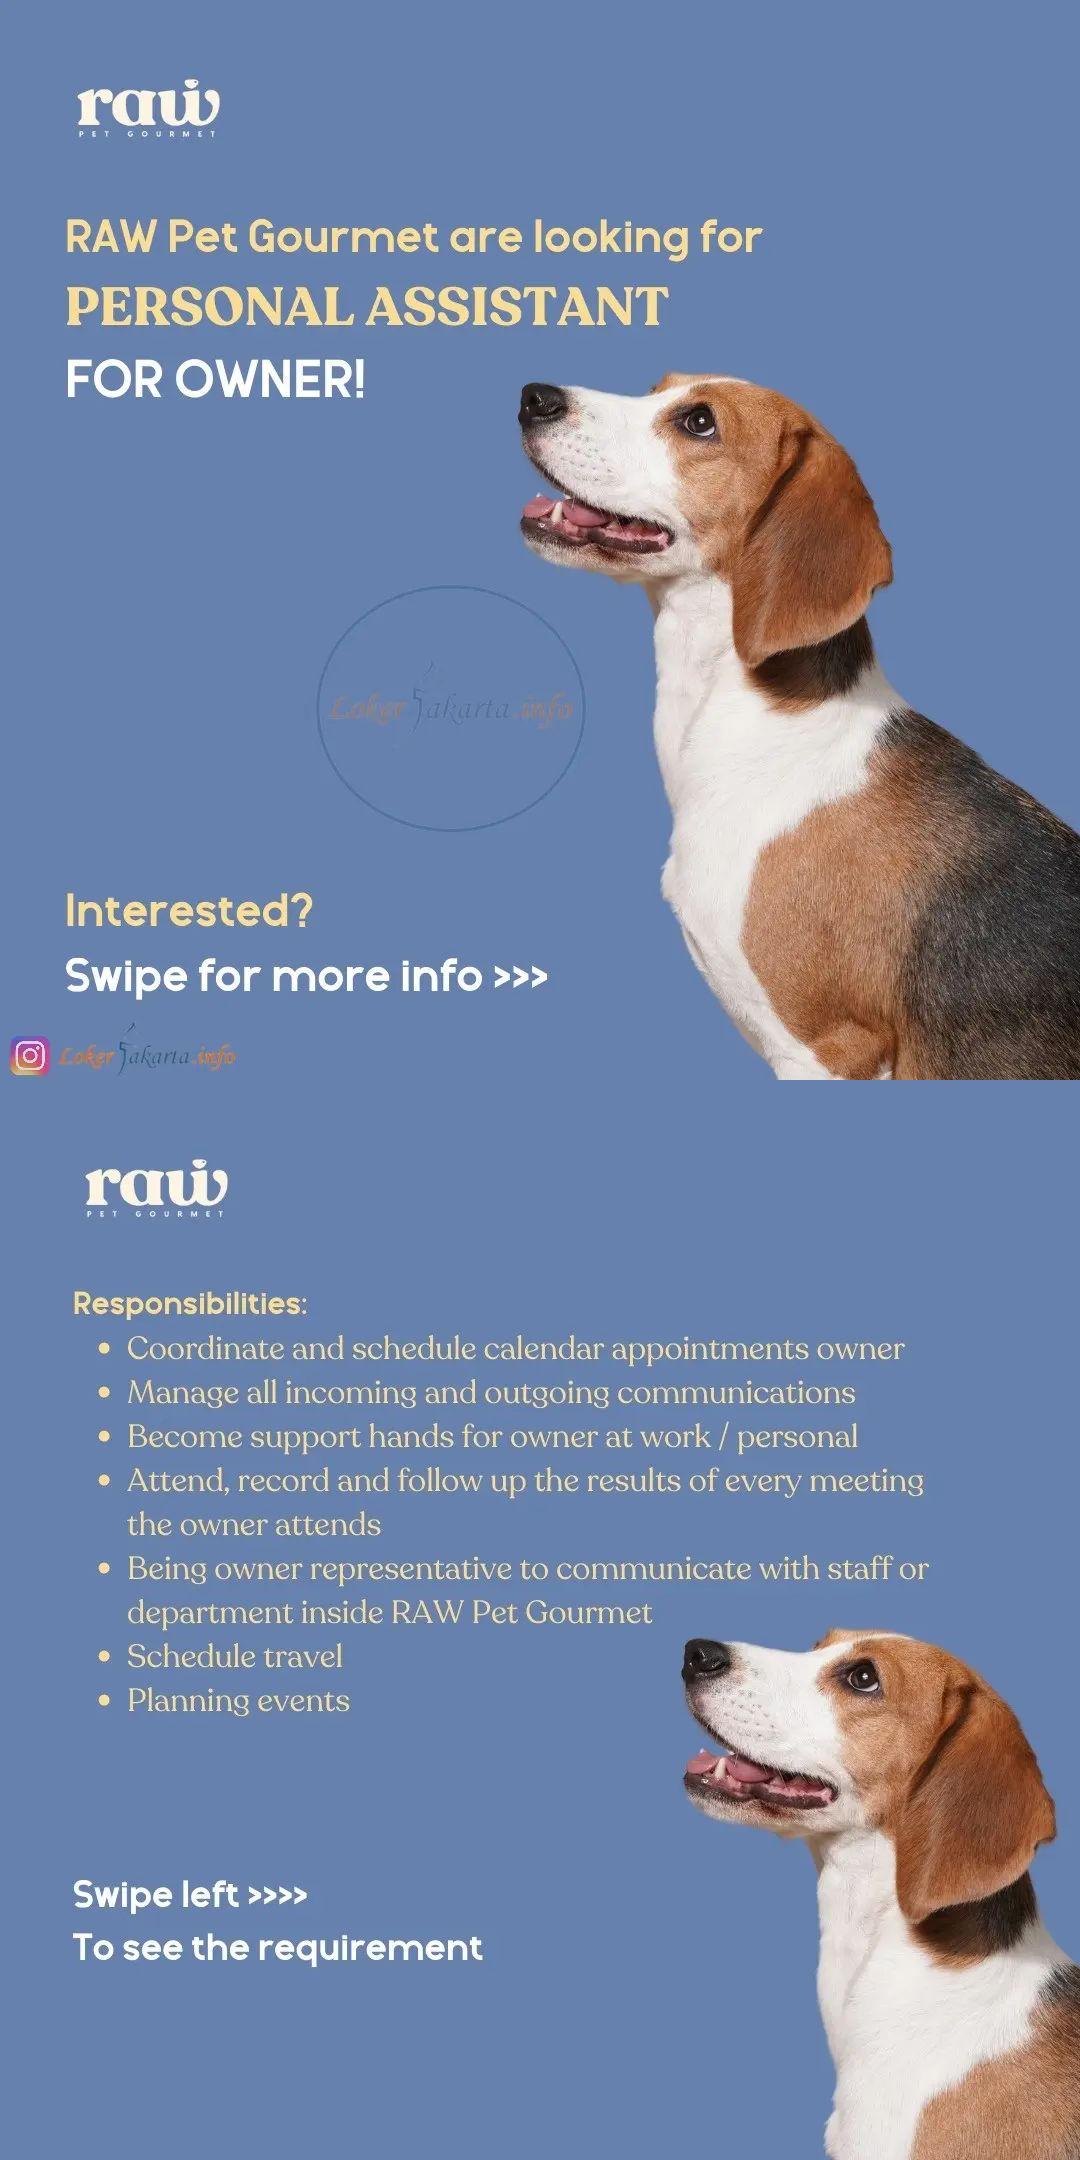 raw
PET GOURMET
RAW Pet Gourmet are looking for
PERSONAL ASSISTANT
FOR OWNER!
Loker Jakarta.info
Interested?
Swipe for more info >>>
Loker Jakarta.info
raw
PET GOURMET
Responsibilities:
• Coordinate and schedule calendar appointments owner
• Manage all incoming and outgoing communications
• Become support hands for owner at work / personal
• Attend, record and follow up the results of every meeting
the owner attends
• Being owner representative to communicate with staff or
department inside RAW Pet Gourmet
• Schedule travel
• Planning events
Swipe left >>>>
To see the requirement